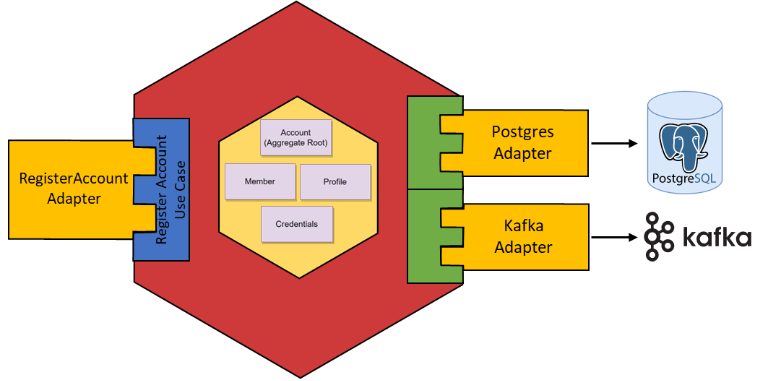 RegisterAccount
Adapter
Register Account
Use Case
Account
(Aggregate Root)
Member
Profile
Credentials
Postgres
Adapter
Kafka
Adapter
PostgreSQL
kafka